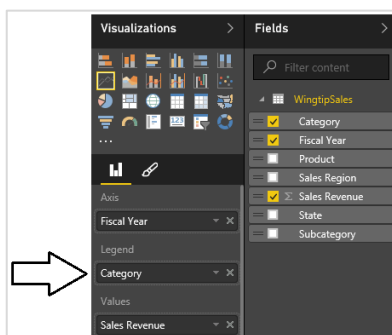 Visualizations
Axis
Fiscal Year
Legend
Category
Values
Sales Revenue
Fields
Filter content
WingtipSales
Category
Fiscal Year
Product
Sales Region
Σ Sales Revenue
State
Subcategory